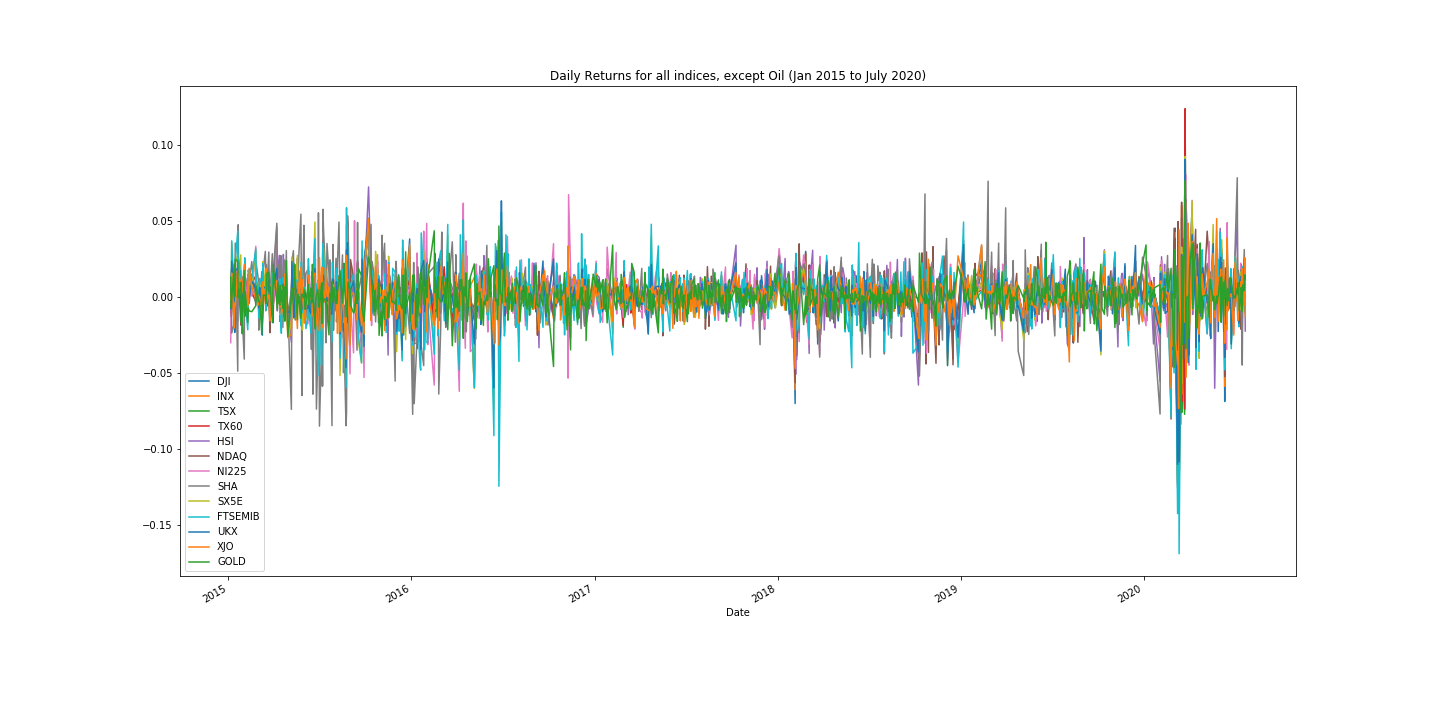 Daily Returns for all indices, except Oil (Jan 2015 to July 2020)
0.10
0.05
0.00
−0.05
−0.10
−0.15
DJI
INX
TSX
TX60
HSI
NDAQ
NI225
SHA
SX5E
FTSEMIB
UKX
XJO
GOLD
2015
2016
2017
2018
2019
2020
Date